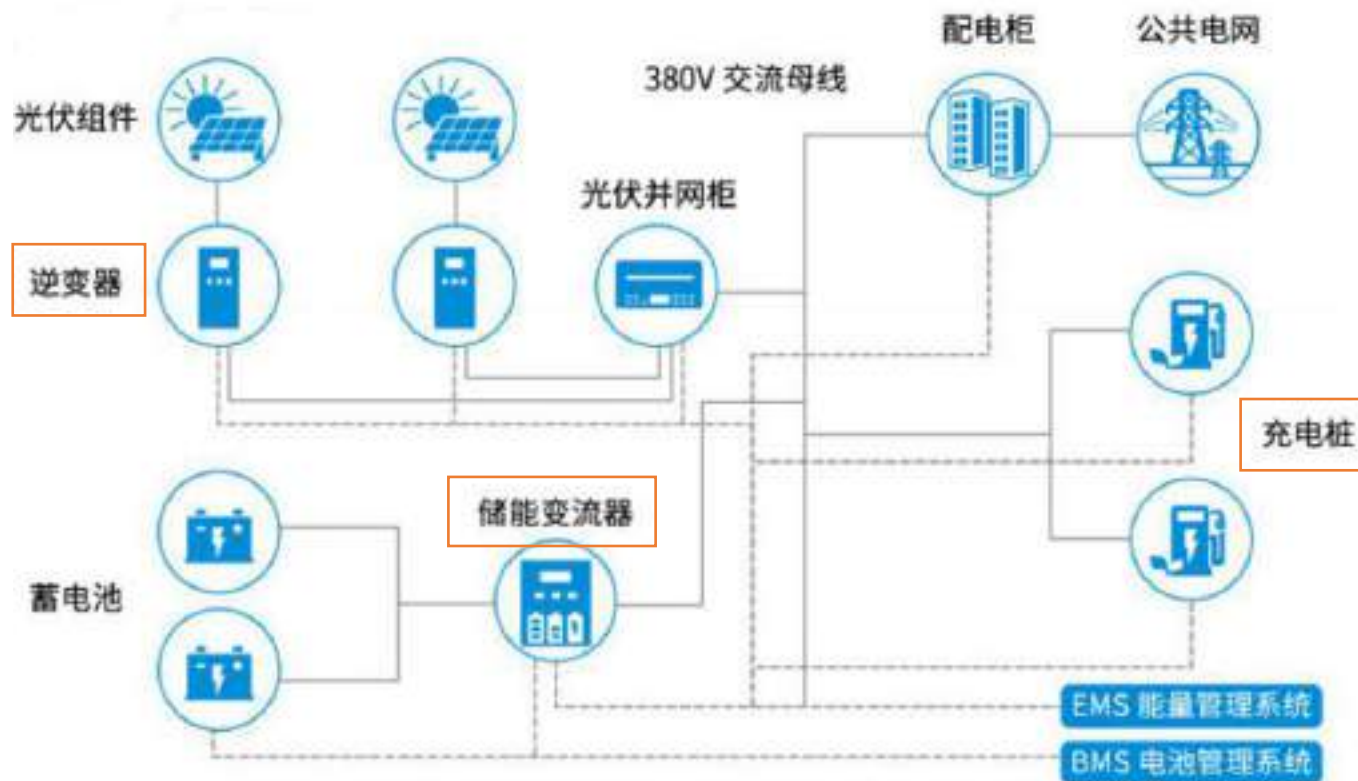 配电柜
公共电网
380V 交流母线
光伏组件
光伏并网柜
逆变器
充电桩
储能变流器
蓄电池
EMS 能量管理系统
BMS 电池管理系统